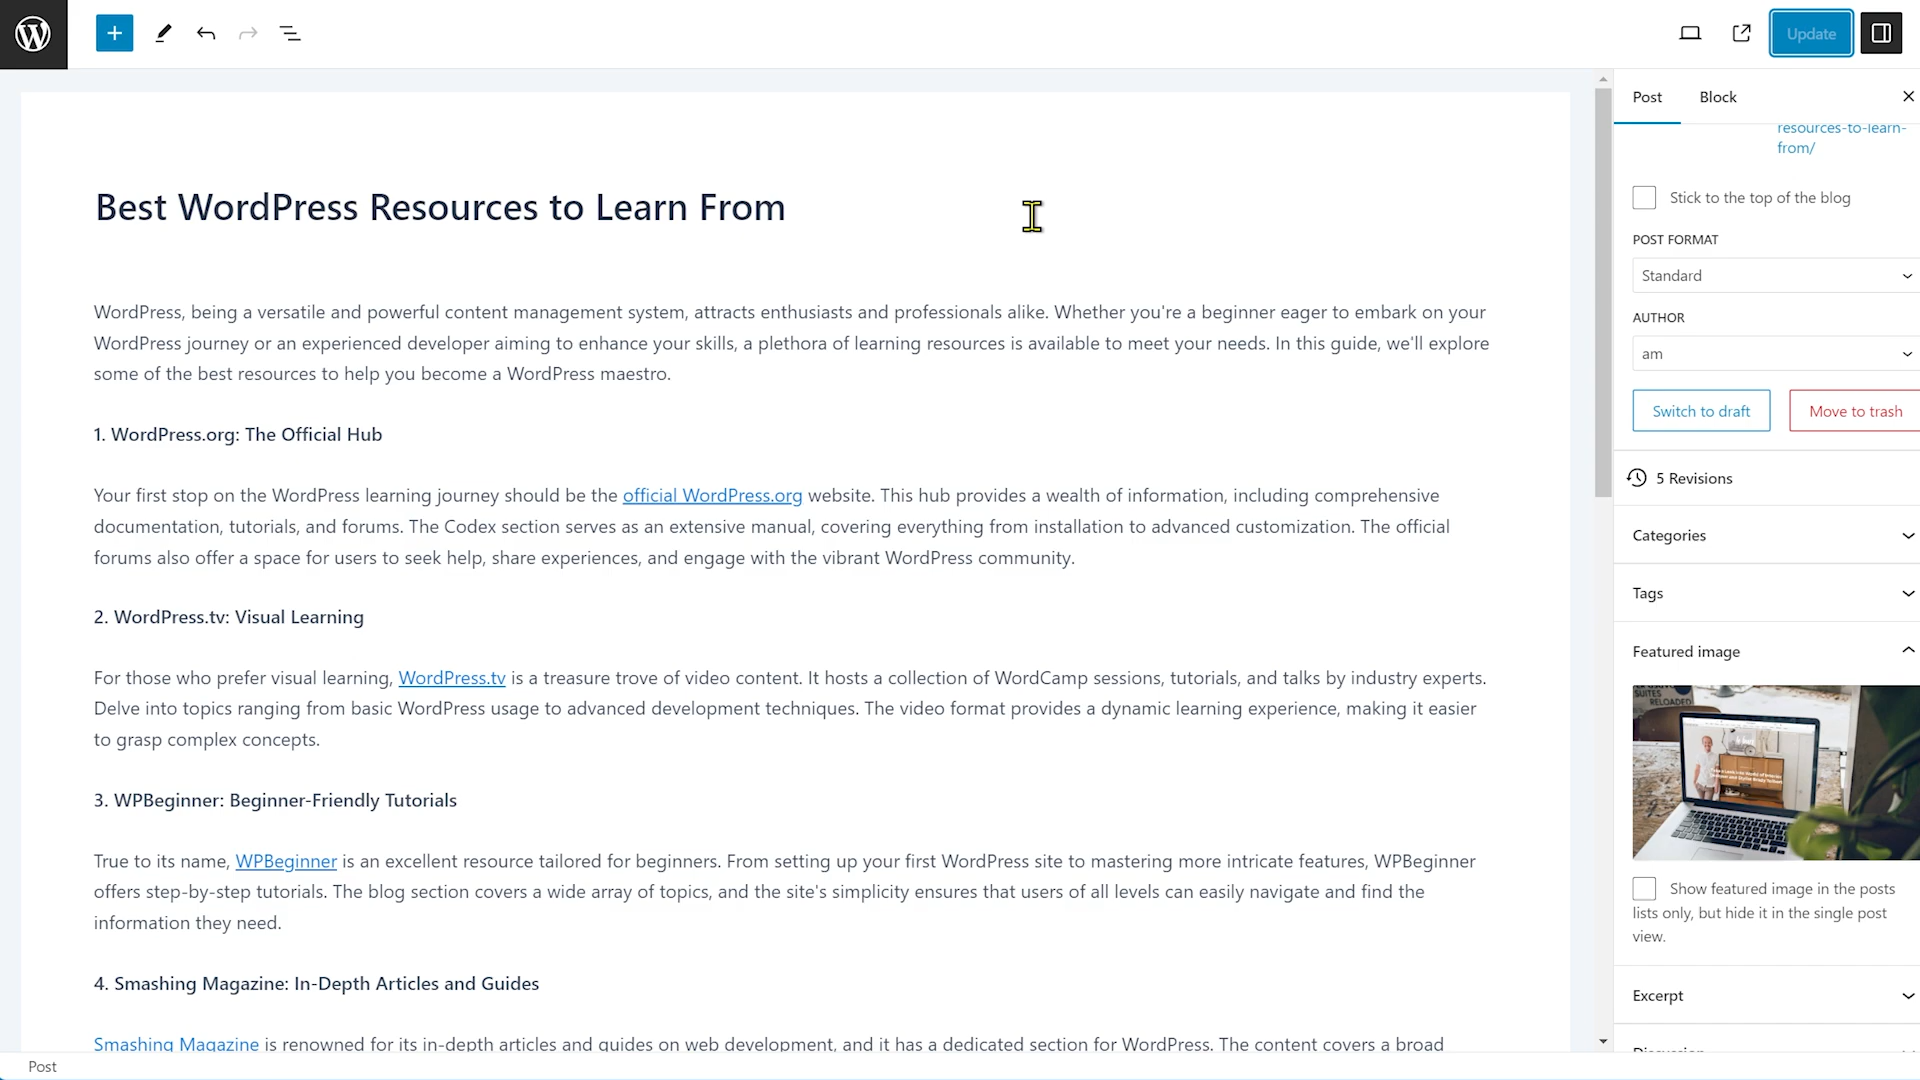 Update
Post
Block
resources-to-learn-
from/
Stick to the top of the blog
POST FORMAT
Standard
AUTHOR
am
Switch to draft
Move to trash
5 Revisions
Categories
Tags
Featured image
SUITES
RELOADED
Show featured image in the posts
lists only, but hide it in the single post
view.
Excerpt
Best WordPress Resources to Learn From
WordPress, being a versatile and powerful content management system, attracts enthusiasts and professionals alike. Whether you're a beginner eager to embark on your
WordPress journey or an experienced developer aiming to enhance your skills, a plethora of learning resources is available to meet your needs. In this guide, we'll explore
some of the best resources to help you become a WordPress maestro.
1. WordPress.org: The Official Hub
Your first stop on the WordPress learning journey should be the official WordPress.org website. This hub provides a wealth of information, including comprehensive
documentation, tutorials, and forums. The Codex section serves as an extensive manual, covering everything from installation to advanced customization. The official
forums also offer a space for users to seek help, share experiences, and engage with the vibrant WordPress community.
2. WordPress.tv: Visual Learning
For those who prefer visual learning, WordPress.tv is a treasure trove of video content. It hosts a collection of WordCamp sessions, tutorials, and talks by industry experts.
Delve into topics ranging from basic WordPress usage to advanced development techniques. The video format provides a dynamic learning experience, making it easier
to grasp complex concepts.
3. WPBeginner: Beginner-Friendly Tutorials
True to its name, WPBeginner is an excellent resource tailored for beginners. From setting up your first WordPress site to mastering more intricate features, WPBeginner
offers step-by-step tutorials. The blog section covers a wide array of topics, and the site's simplicity ensures that users of all levels can easily navigate and find the
information they need.
4. Smashing Magazine: In-Depth Articles and Guides
Smashing Magazine is renowned for its in-depth articles and guides on web development, and it has a dedicated section for WordPress. The content covers a broad
Post